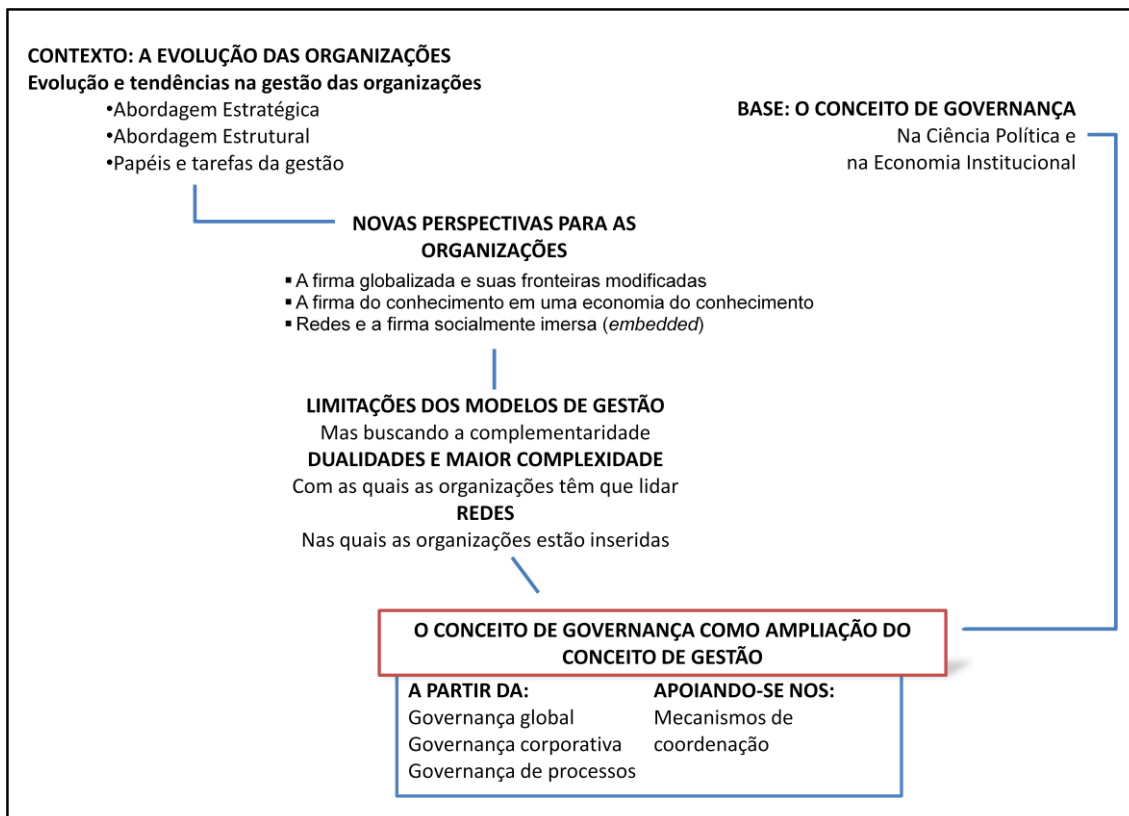 CONTEXTO: A EVOLUÇÃO DAS ORGANIZAÇÕES
Evolução e tendências na gestão das organizações
•Abordagem Estratégica
•Abordagem Estrutural
•Papéis e tarefas da gestão
BASE: O CONCEITO DE GOVERNANÇA
Na Ciência Política e
na Economia Institucional
NOVAS PERSPECTIVAS PARA AS
ORGANIZAÇÕES
▪ A firma globalizada e suas fronteiras modificadas
▪ A firma do conhecimento em uma economia do conhecimento
▪ Redes e a firma socialmente imersa (embedded)
LIMITAÇÕES DOS MODELOS DE GESTÃO
Mas buscando a complementaridade
DUALIDADES E MAIOR COMPLEXIDADE
Com as quais as organizações têm que lidar
REDES
Nas quais as organizações estão inseridas
O CONCEITO DE GOVERNANÇA COMO AMPLIAÇÃO DO
CONCEITO DE GESTÃO
A PARTIR DA:
Governança global
Governança corporativa
Governança de processos
APOIANDO-SE NOS:
Mecanismos de
coordenação